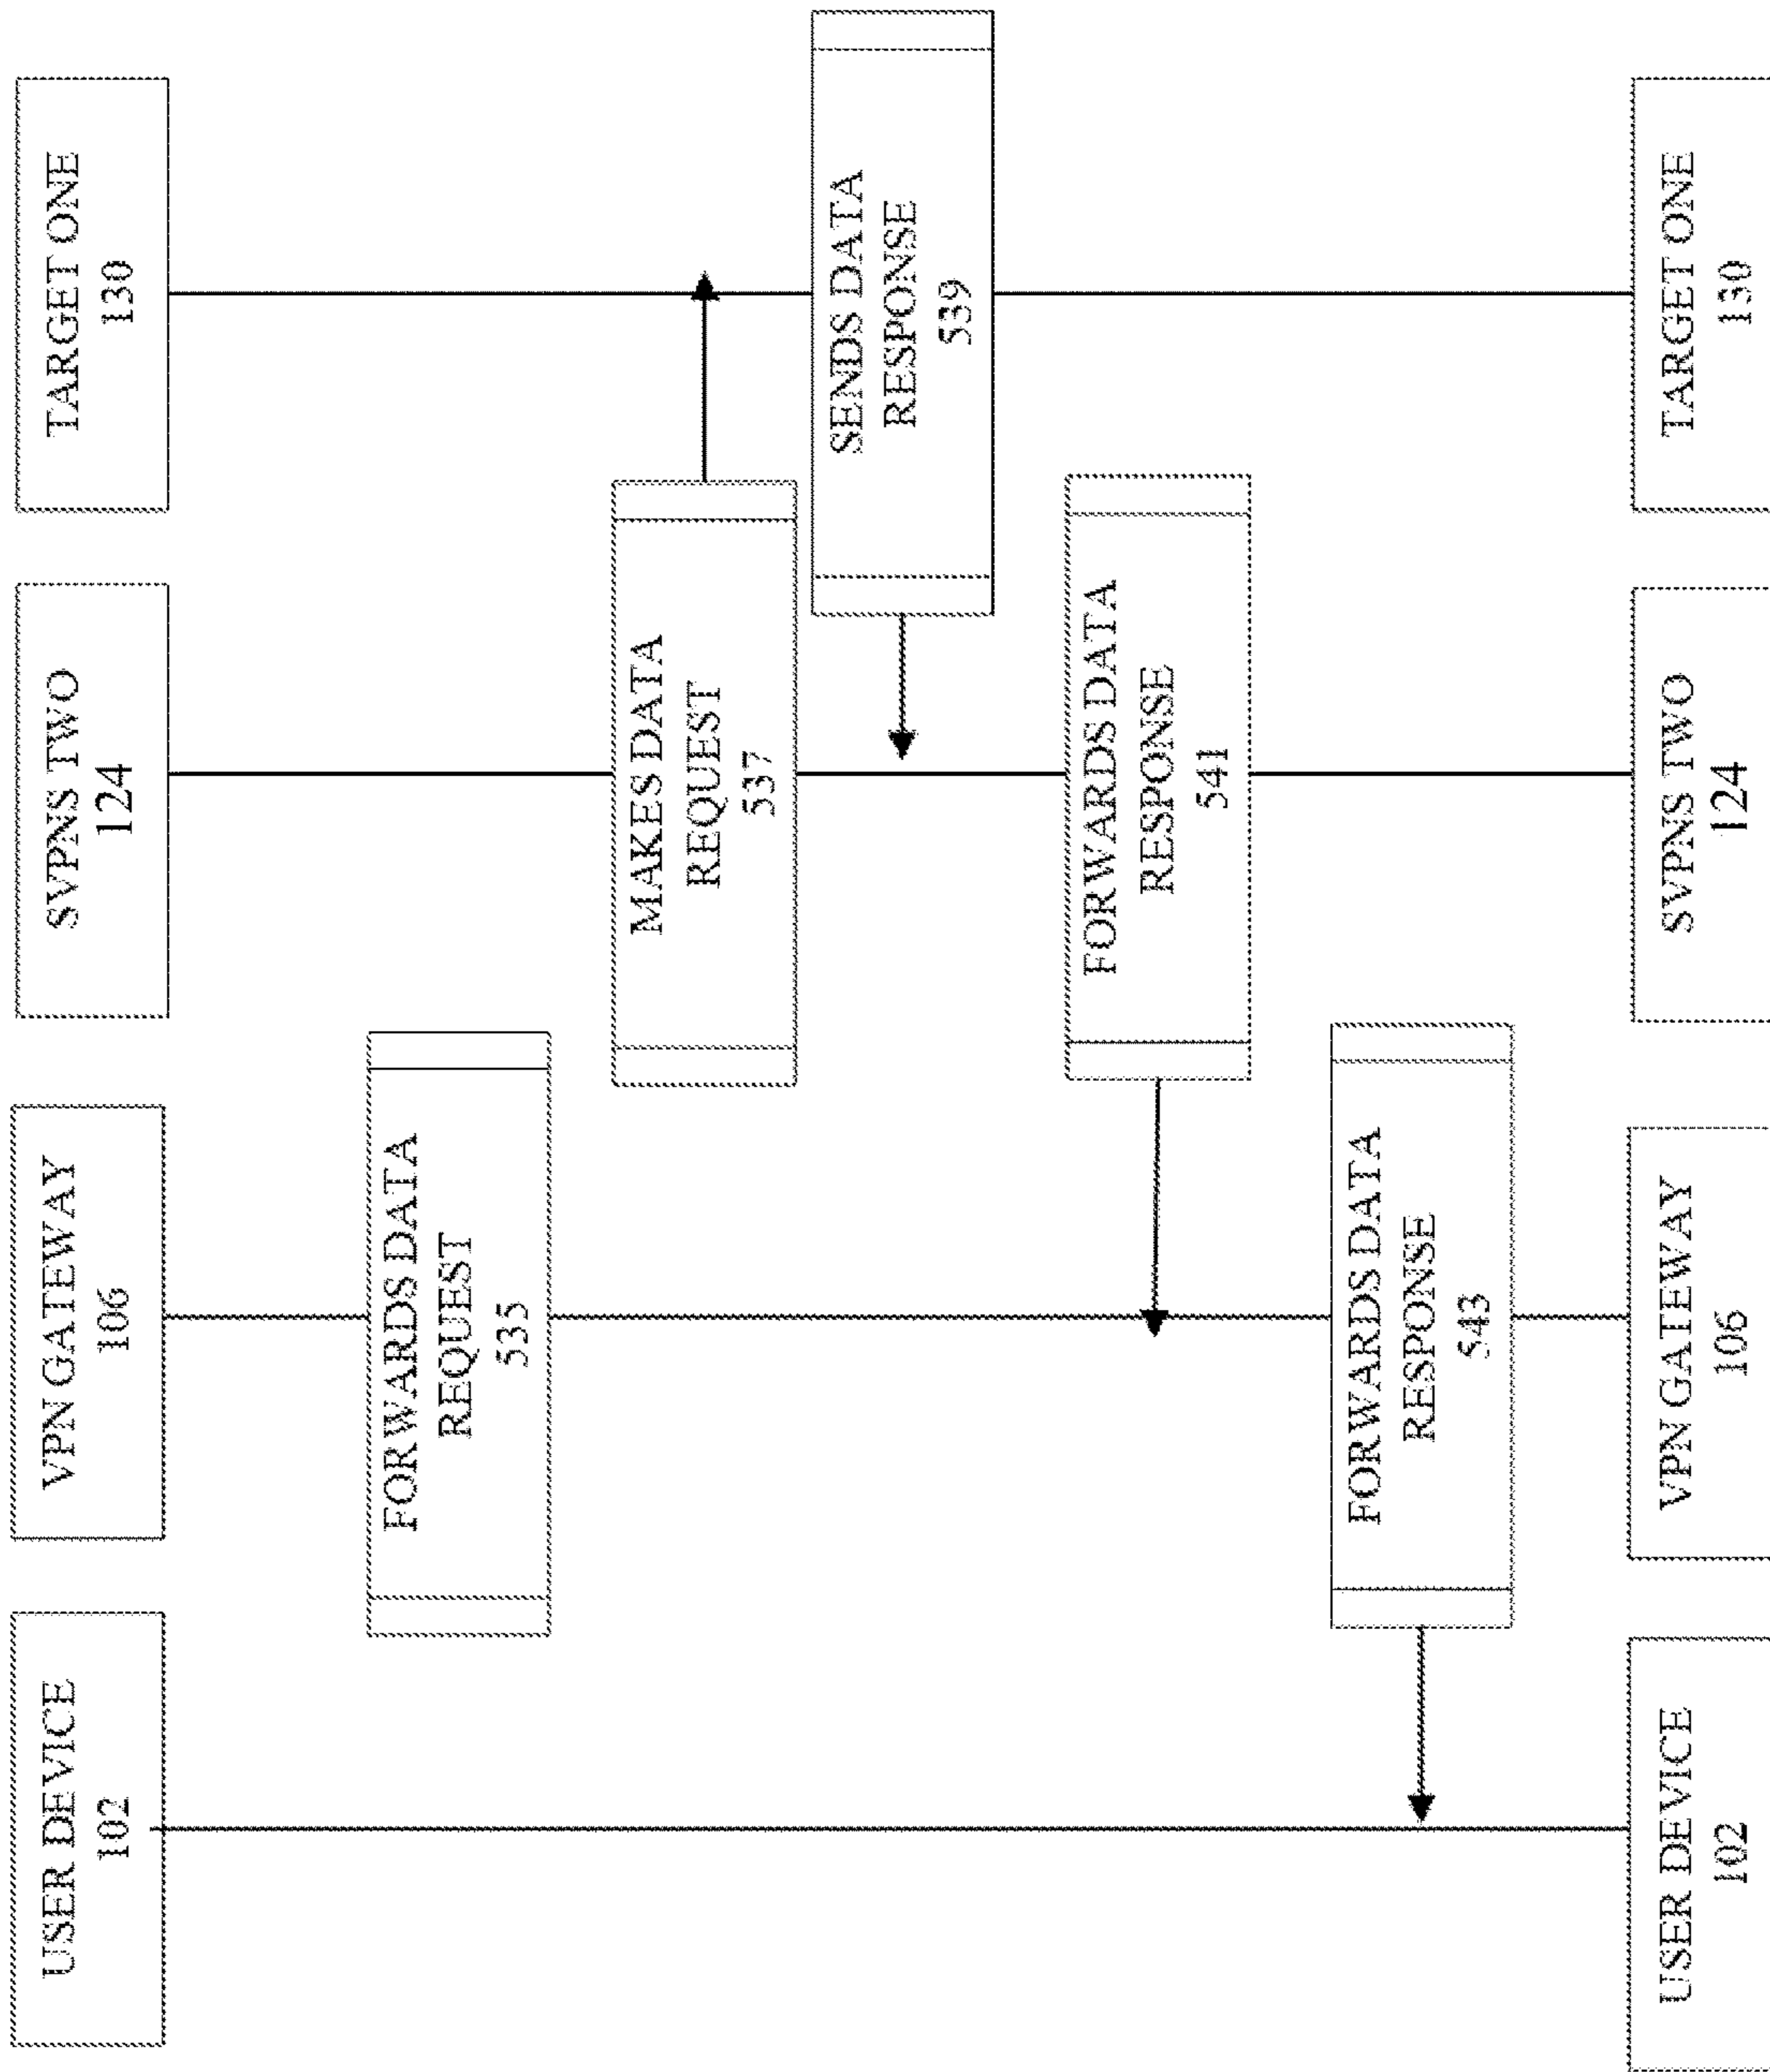 USER DEVICE
102
VPN GATEWAY
106
SVPNS TWO
124
TARGET ONE
130
FORWARDS DATA
REQUEST
535
MAKES DATA
REQUEST
537
SENDS DATA
RESPONSE
539
FORWARDS DATA
RESPONSE
541
FORWARDS DATA
RESPONSE
543
USER DEVICE
102
VPN GATEWAY
106
SVPNS TWO
124
TARGET ONE
130